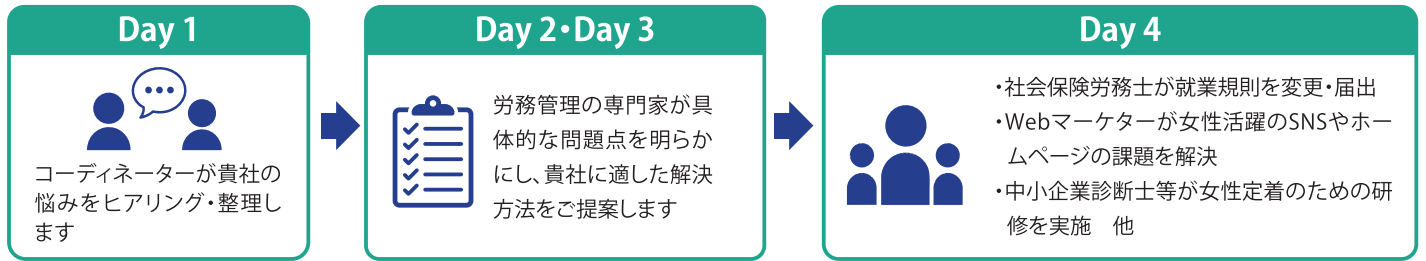 Day 1
コーディネーターが貴社の
悩みをヒアリング・整理し
ます
Day 2・Day 3
労務管理の専門家が具
体的な問題点を明らか
にし、貴社に適した解決
方法をご提案します
Day 4
・社会保険労務士が就業規則を変更・届出
・Webマーケターが女性活躍のSNSやホー
ムページの課題を解決
・中小企業診断士等が女性定着のための研
修を実施　他